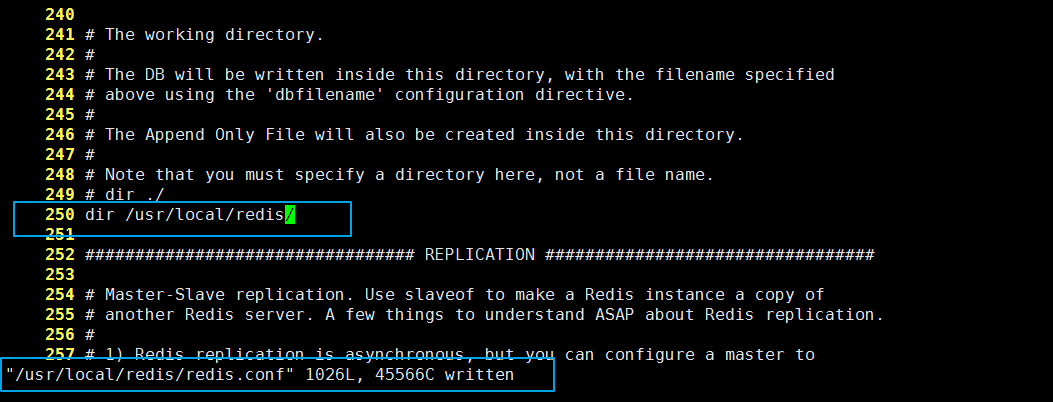 240
241 # The working directory.
242 #
243 # The DB will be written inside this directory, with the filename specified
244 # above using the 'dbfilename' configuration directive.
245 #
246 # The Append Only File will also be created inside this directory.
247 #
248 # Note that you must specify a directory here, not a file name.
249 # dir ./
250 dir /usr/local/redis/
251
252 ################################# REPLICATION #################################
253
254 # Master-Slave replication. Use slaveof to make a Redis instance a copy of
255 # another Redis server. A few things to understand ASAP about Redis replication.
256 #
257 # 1) Redis replication is asynchronous, but you can configure a master to
"/usr/local/redis/redis.conf" 1026L, 45566C written